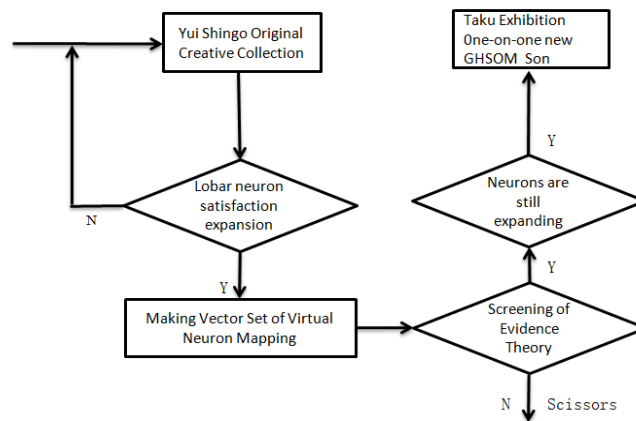 Yui Shingo Original
Creative Collection
Lobar neuron
satisfaction
expansion
N
Y
Making Vector Set of Virtual
Neuron Mapping
Taku Exhibition
0ne-on-one new
GHSOM Son
Y
Neurons are
still
expanding
Y
Screening of
Evidence
Theory
N Scissors